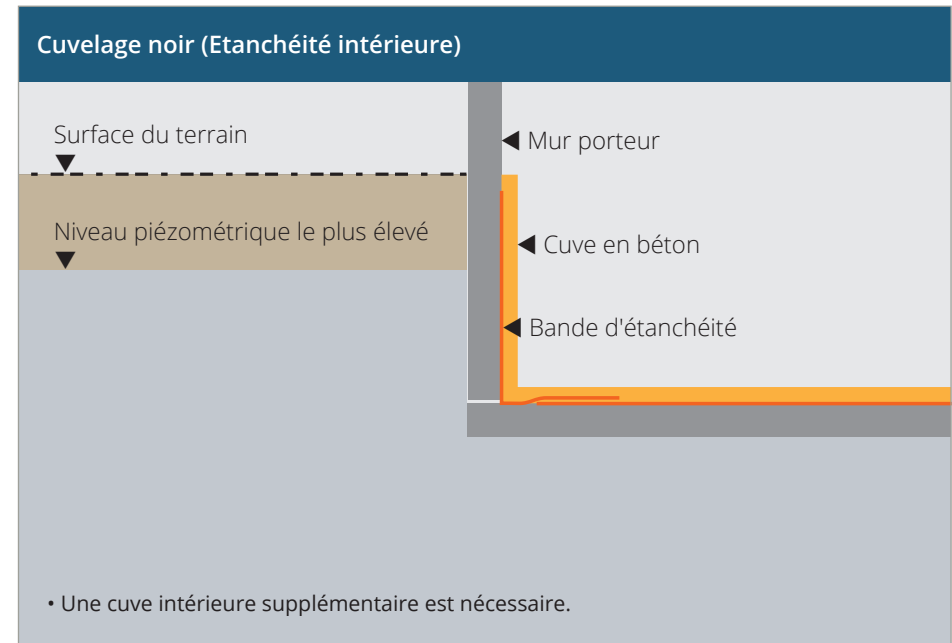 Cuvelage noir (Etanchéité intérieure)
Surface du terrain
Mur porteur
Niveau piézométrique le plus élevé
Cuve en béton
Bande d'étanchéité
• Une cuve intérieure supplémentaire est nécessaire.